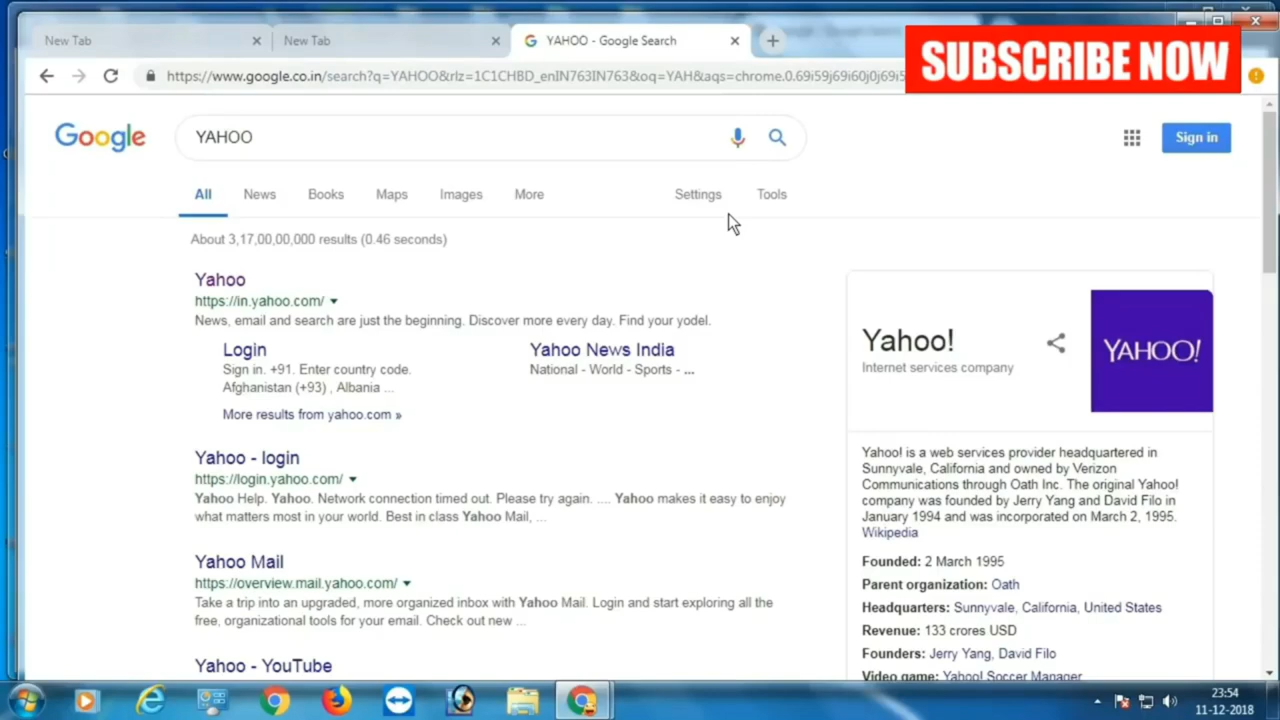 New Tab
New Tab
YAHOO - Google Search
SUBSCRIBE NOW
https://www.google.co.in/search?q=YAHOO&rlz=1C1CHBD_enIN763IN763&oq=YAH&aqs=chrome.0.69i59j69i60j0j69i5
Google
YAHOO
Sign in
All News Books Maps Images More Settings Tools
About 3,17,00,00,000 results (0.46 seconds)
Yahoo
https://in.yahoo.com/
News, email and search are just the beginning. Discover more every day. Find your yodel.
Login
Sign in. +91. Enter country code.
Afghanistan (+93) , Albania ...
Yahoo News India
National - World - Sports - ...
More results from yahoo.com »
Yahoo - login
https://login.yahoo.com/
Yahoo Help. Yahoo. Network connection timed out. Please try again. .... Yahoo makes it easy to enjoy
what matters most in your world. Best in class Yahoo Mail, ...
Yahoo Mail
https://overview.mail.yahoo.com/
Take a trip into an upgraded, more organized inbox with Yahoo Mail. Login and start exploring all the
free, organizational tools for your email. Check out new ...
Yahoo - YouTube
Yahoo!
Internet services company
YAHOO!
Yahoo! is a web services provider headquartered in
Sunnyvale, California and owned by Verizon
Communications through Oath Inc. The original Yahoo!
company was founded by Jerry Yang and David Filo in
January 1994 and was incorporated on March 2, 1995.
Wikipedia
Founded: 2 March 1995
Parent organization: Oath
Headquarters: Sunnyvale, California, United States
Revenue: 133 crores USD
Founders: Jerry Yang, David Filo
Video game: Yahoo! Soccer Manager
23:54
11-12-2018